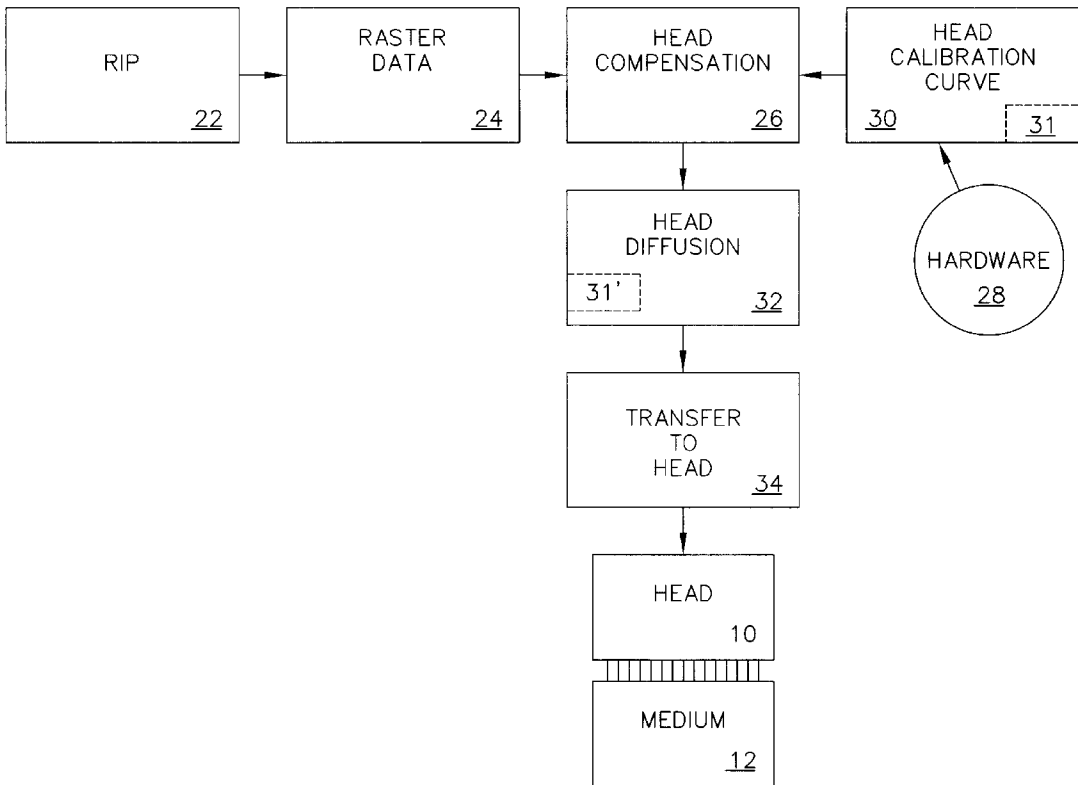 RIP
22
RASTER
DATA
24
HEAD
COMPENSATION
26
HEAD
CALIBRATION
CURVE
30
31
HEAD
DIFFUSION
31'
32
HARDWARE
28
TRANSFER
TO
HEAD
34
HEAD
10
MEDIUM
12